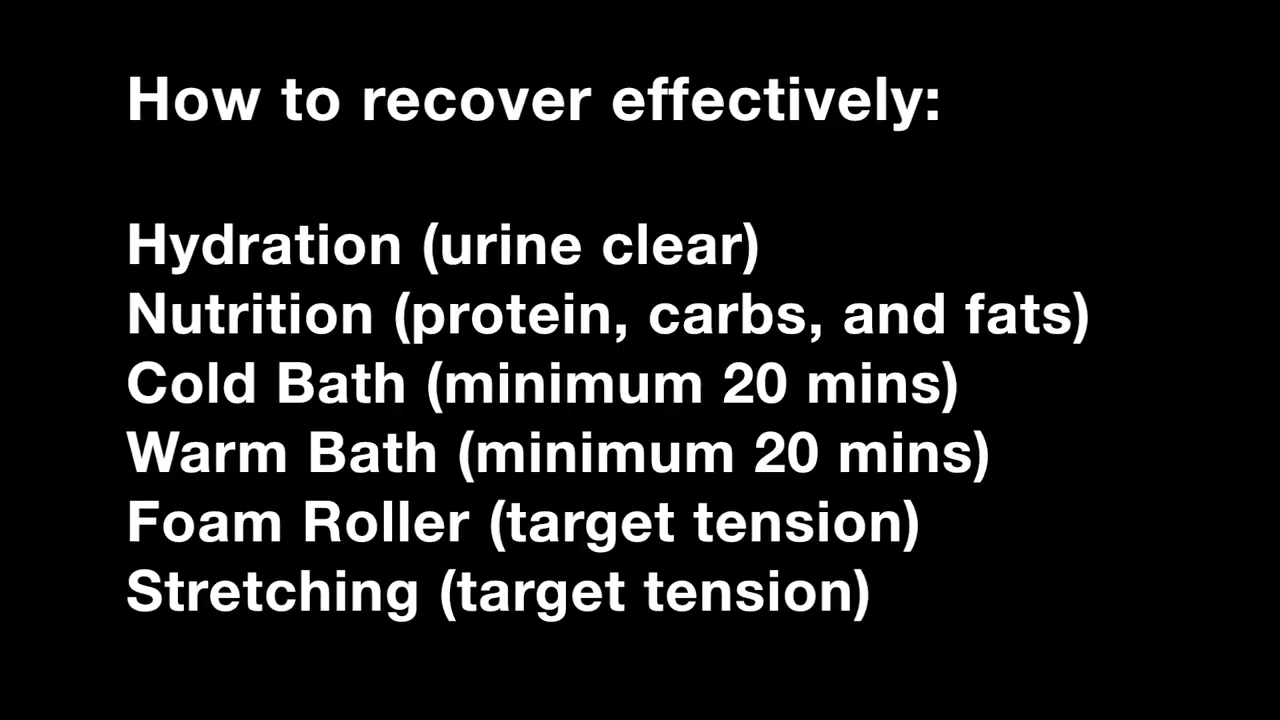 How to recover effectively:
Hydration (urine clear)
Nutrition (protein, carbs, and fats)
Cold Bath (minimum 20 mins)
Warm Bath (minimum 20 mins)
Foam Roller (target tension)
Stretching (target tension)